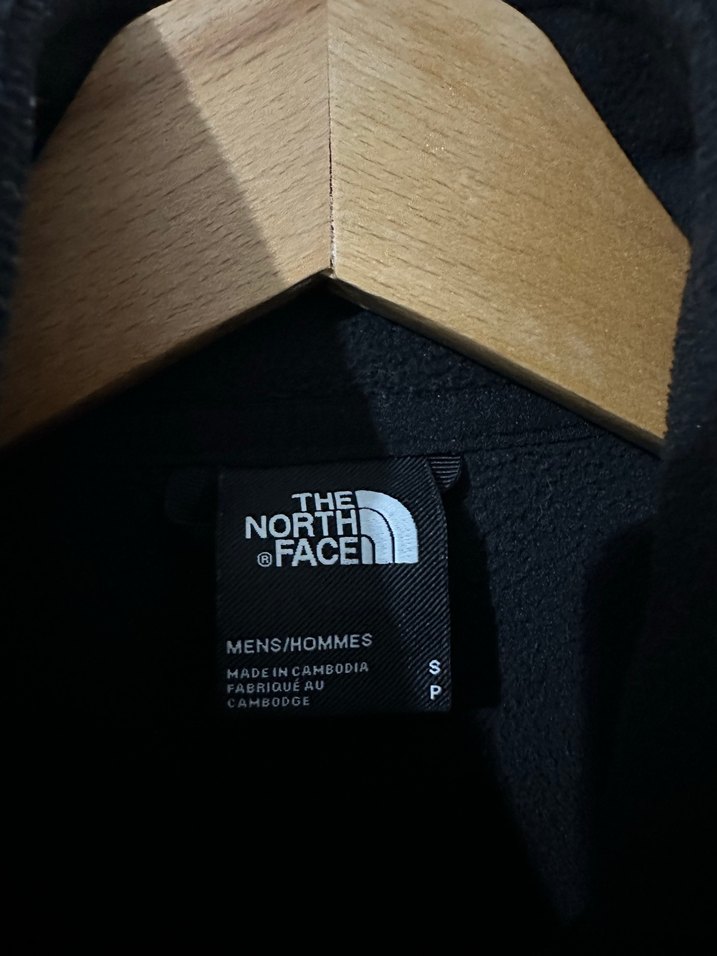 THE
NORTH
® FACE
MENS/HOMMES
MADE IN CAMBODIA
FABRIQUÉ AU
CAMBODGE
S
P